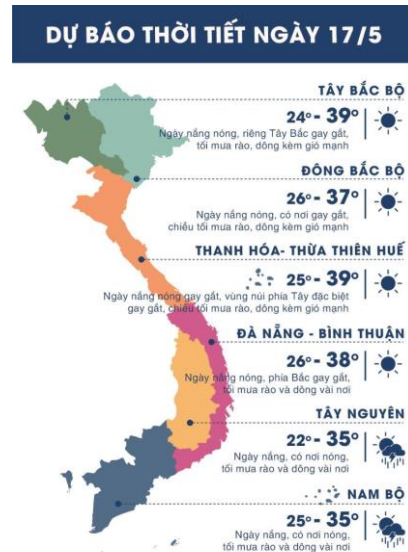 DỰ BÁO THỜI TIẾT NGÀY 17/5
TÂY BẮC BỘ
24°- 39°
Ngày nắng nóng, riêng Tây Bắc gay gắt,
tối mưa rào, dông kèm gió mạnh
ĐÔNG BẮC BỘ
26°- 37°
Ngày nắng nóng, có nơi gay gắt,
chiều tối mưa rào, dông kèm gió mạnh
THANH HÓA- THỪA THIÊN HUẾ
25°- 39°
Ngày nắng nóng gay gắt, vùng núi phía Tây đặc biệt
gay gắt, chiều tối mưa rào, dông kèm gió mạnh
ĐÀ NẴNG - BÌNH THUẬN
26°- 38°
Ngày nắng nóng, phía Bắc gay gắt,
tối mưa rào và dông vài nơi
TÂY NGUYÊN
22°- 35°
Ngày nắng, có nơi nóng,
tối mưa rào và dông vài nơi
NAM BỘ
25°- 35°
Ngày nắng, có nơi nóng,
tối mưa rào và dông vài nơi